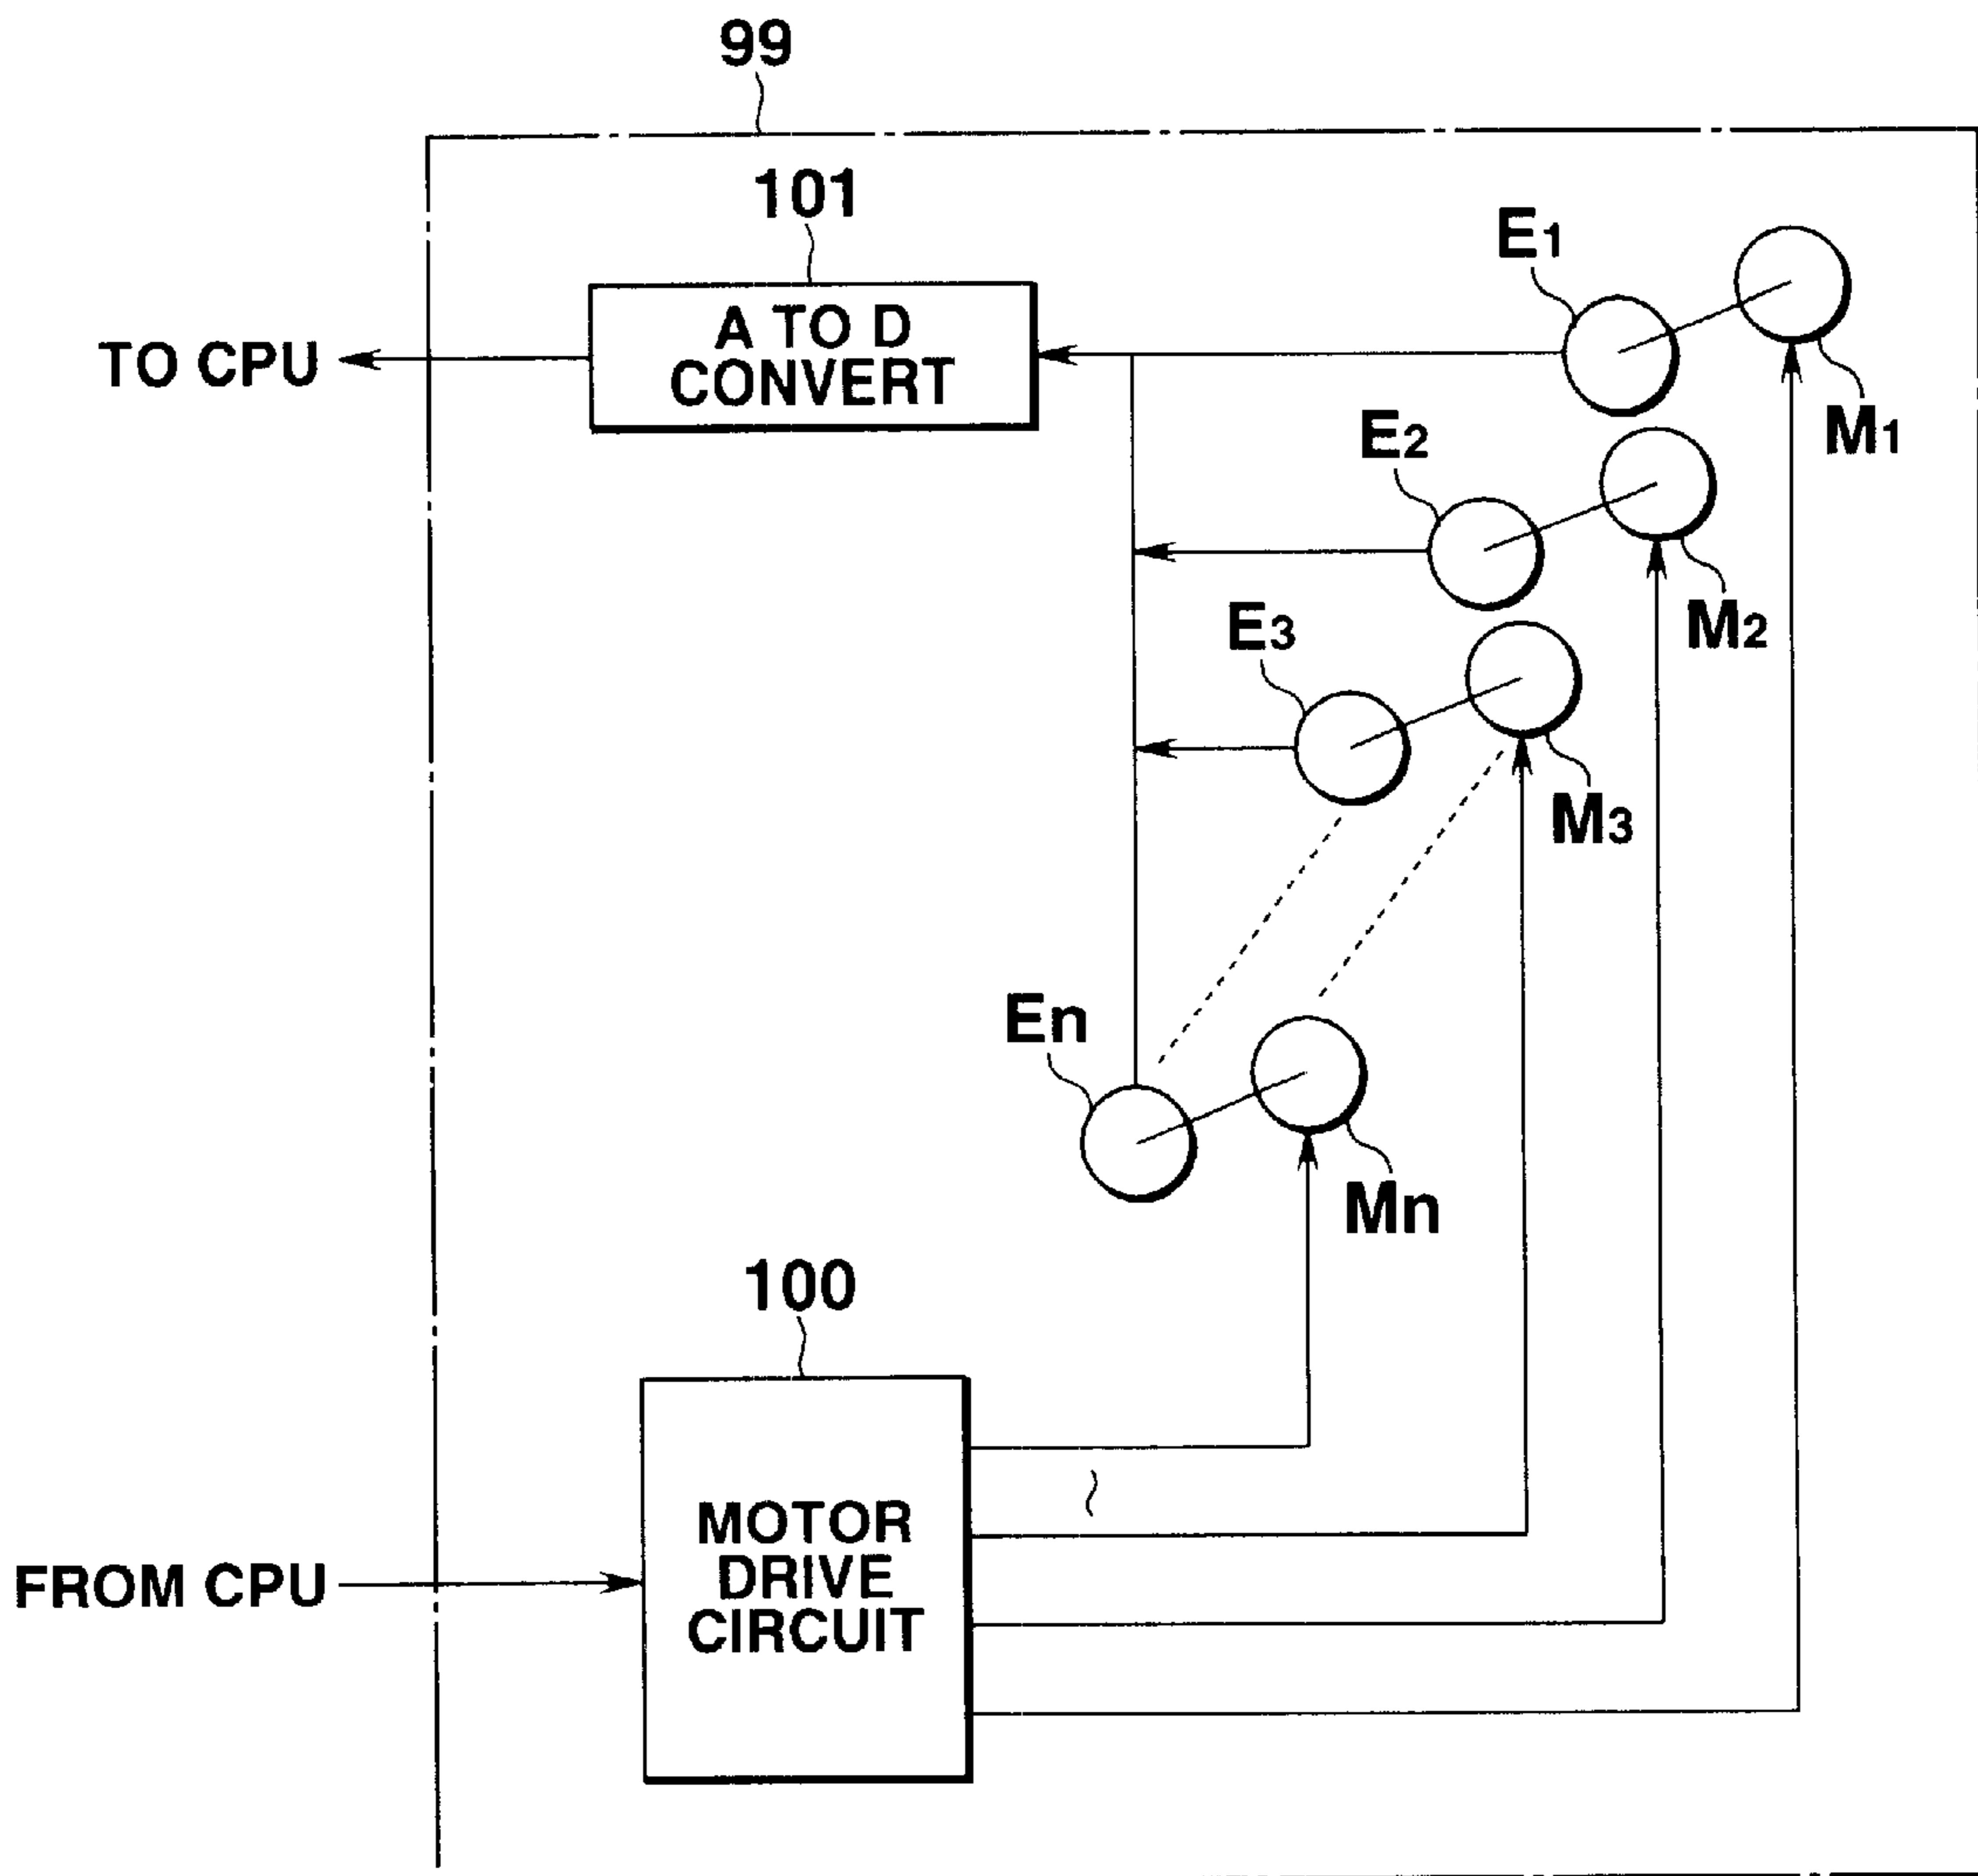 99
101
A TO D
CONVERT
TO CPU
E1
M1
E2
M2
E3
M3
En
Mn
100
MOTOR
DRIVE
CIRCUIT
FROM CPU